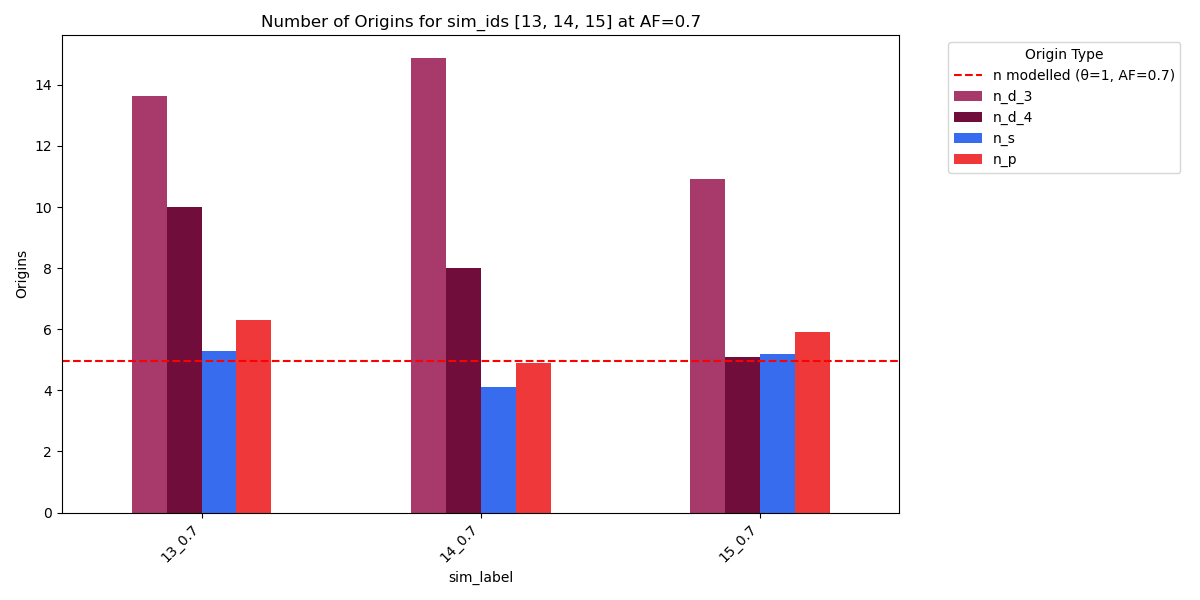 Number of Origins for sim_ids [13, 14, 15] at AF=0.7
Origin Type
n modelled (θ=1, AF=0.7)
n_d_3
n_d_4
n_s
n_p
Origins
14
12
10
8
6
4
2
0
13_0.7
14_0.7
15_0.7
sim_label